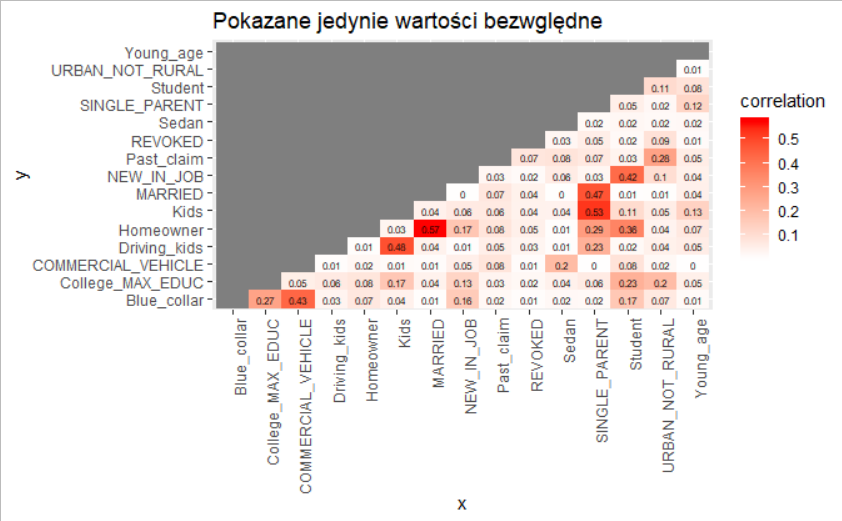 Pokazane jedynie wartości bezwględne
Young_age
URBAN_NOT_RURAL 0.01
Student 0.11 0.08
SINGLE_PARENT 0.05 0.02 0.12
Sedan 0.02 0.02 0.02 0.02
REVOKED 0.03 0.05 0.02 0.09 0.01
Past_claim 0.07 0.08 0.07 0.03 0.28 0.05
NEW_IN_JOB 0.03 0.02 0.06 0.03 0.42 0.1 0.04
MARRIED 0 0.07 0.04 0 0.47 0.01 0.01 0.04
Kids 0.04 0.06 0.06 0.04 0.04 0.53 0.11 0.05 0.13
Homeowner 0.03 0.57 0.17 0.08 0.05 0.01 0.29 0.36 0.04 0.07
Driving_kids 0.01 0.48 0.04 0.01 0.05 0.03 0.01 0.23 0.02 0.04 0.05
COMMERCIAL_VEHICLE 0.01 0.02 0.01 0.01 0.05 0.08 0.01 0.2 0 0.08 0.02 0
College_MAX_EDUC 0.05 0.06 0.08 0.17 0.04 0.13 0.03 0.02 0.04 0.06 0.23 0.2 0.05
Blue_collar 0.27 0.43 0.03 0.07 0.04 0.01 0.16 0.02 0.01 0.02 0.02 0.17 0.07 0.01
y
Blue_collar
College_MAX_EDUC
COMMERCIAL_VEHICLE
Driving_kids
Homeowner
Kids
MARRIED
NEW_IN_JOB
Past_claim
REVOKED
Sedan
SINGLE_PARENT
Student
URBAN_NOT_RURAL
Young_age
x
correlation
0.5
0.4
0.3
0.2
0.1